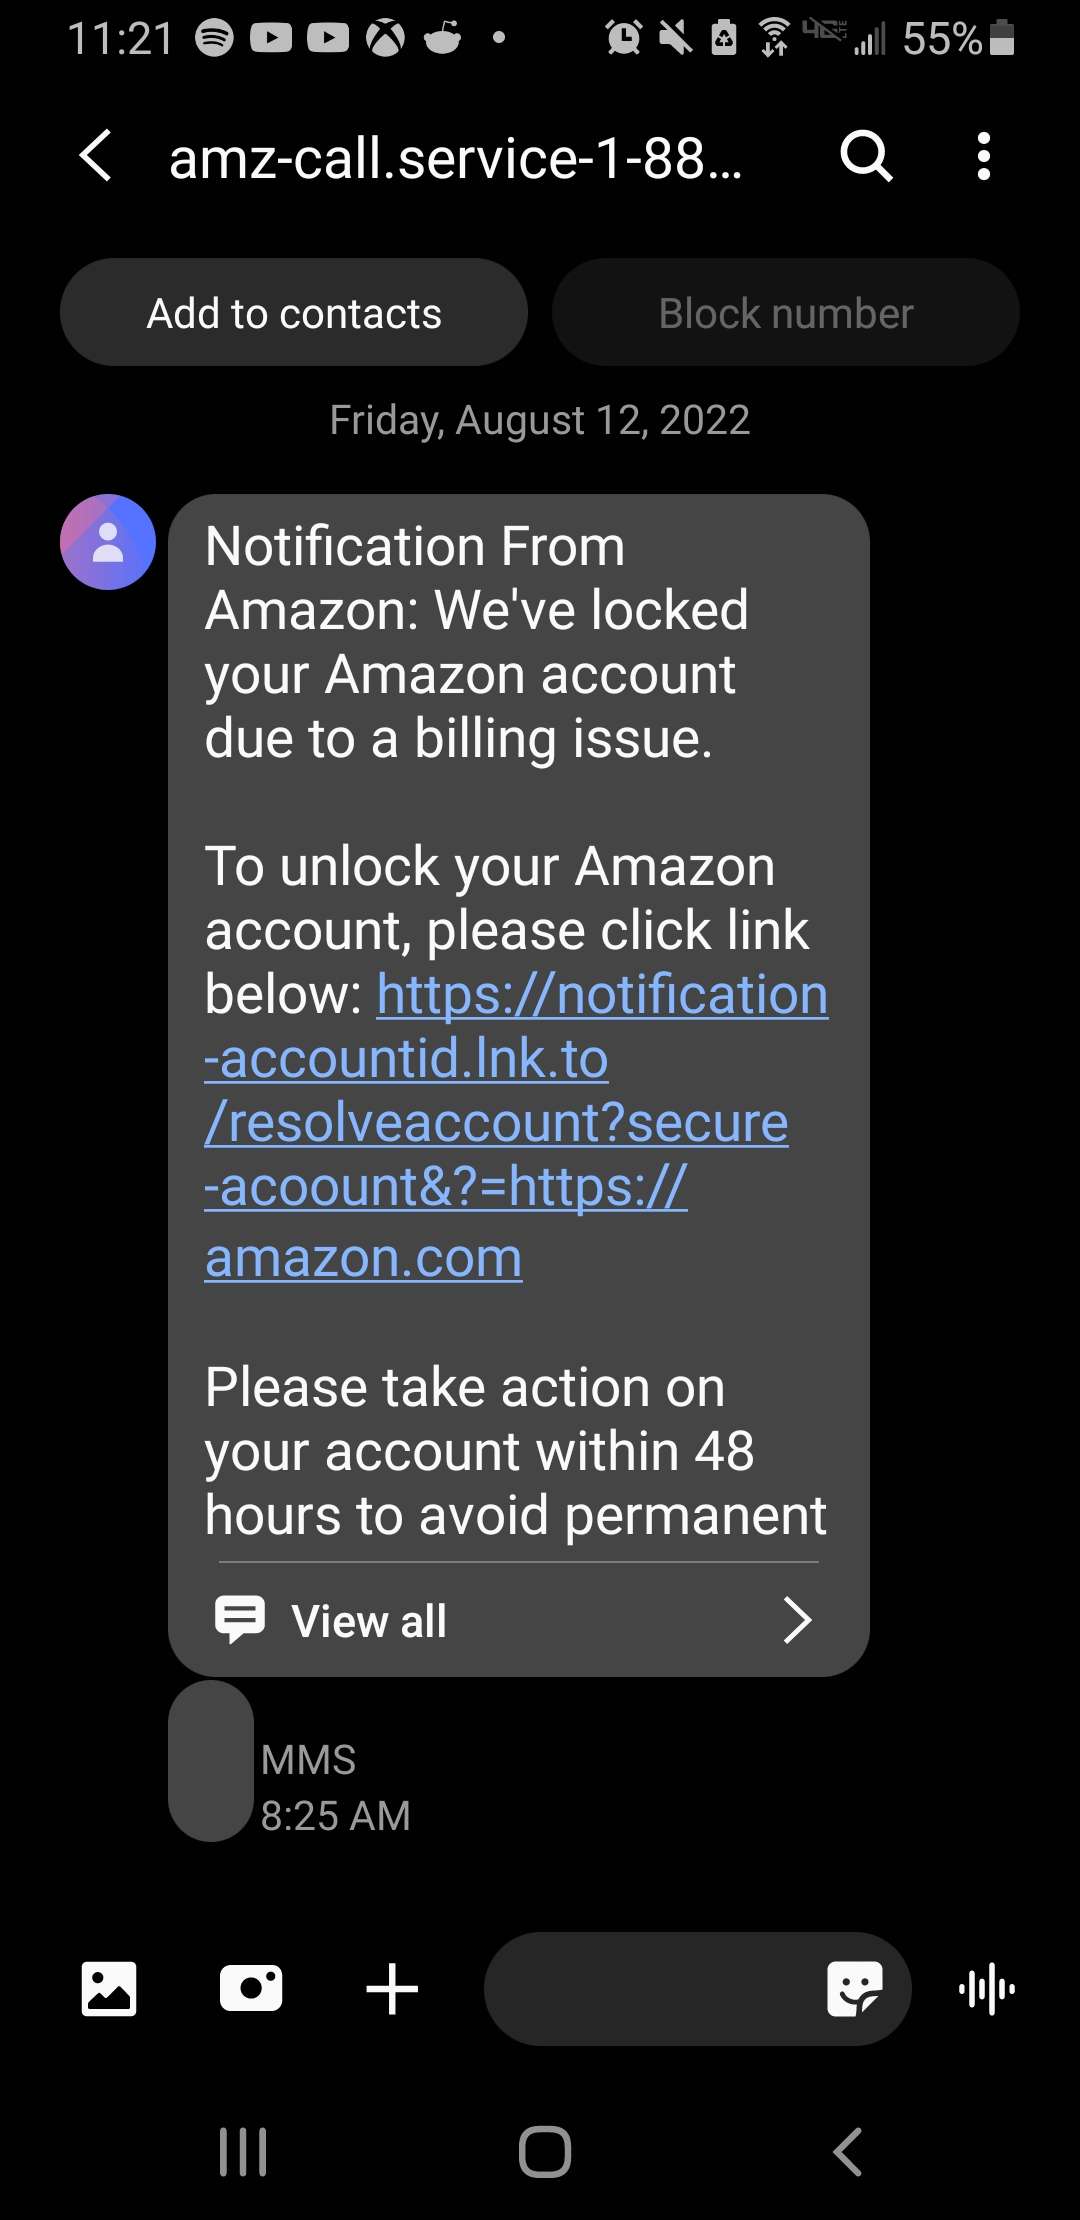 11:21 55%
amz-call.service-1-88...
Add to contacts Block number
Friday, August 12, 2022
Notification From
Amazon: We've locked
your Amazon account
due to a billing issue.
To unlock your Amazon
account, please click link
below: https://notification
-accountid.lnk.to
/resolveaccount?secure
-acoount&?=https://
amazon.com
Please take action on
your account within 48
hours to avoid permanent
View all
MMS
8:25 AM